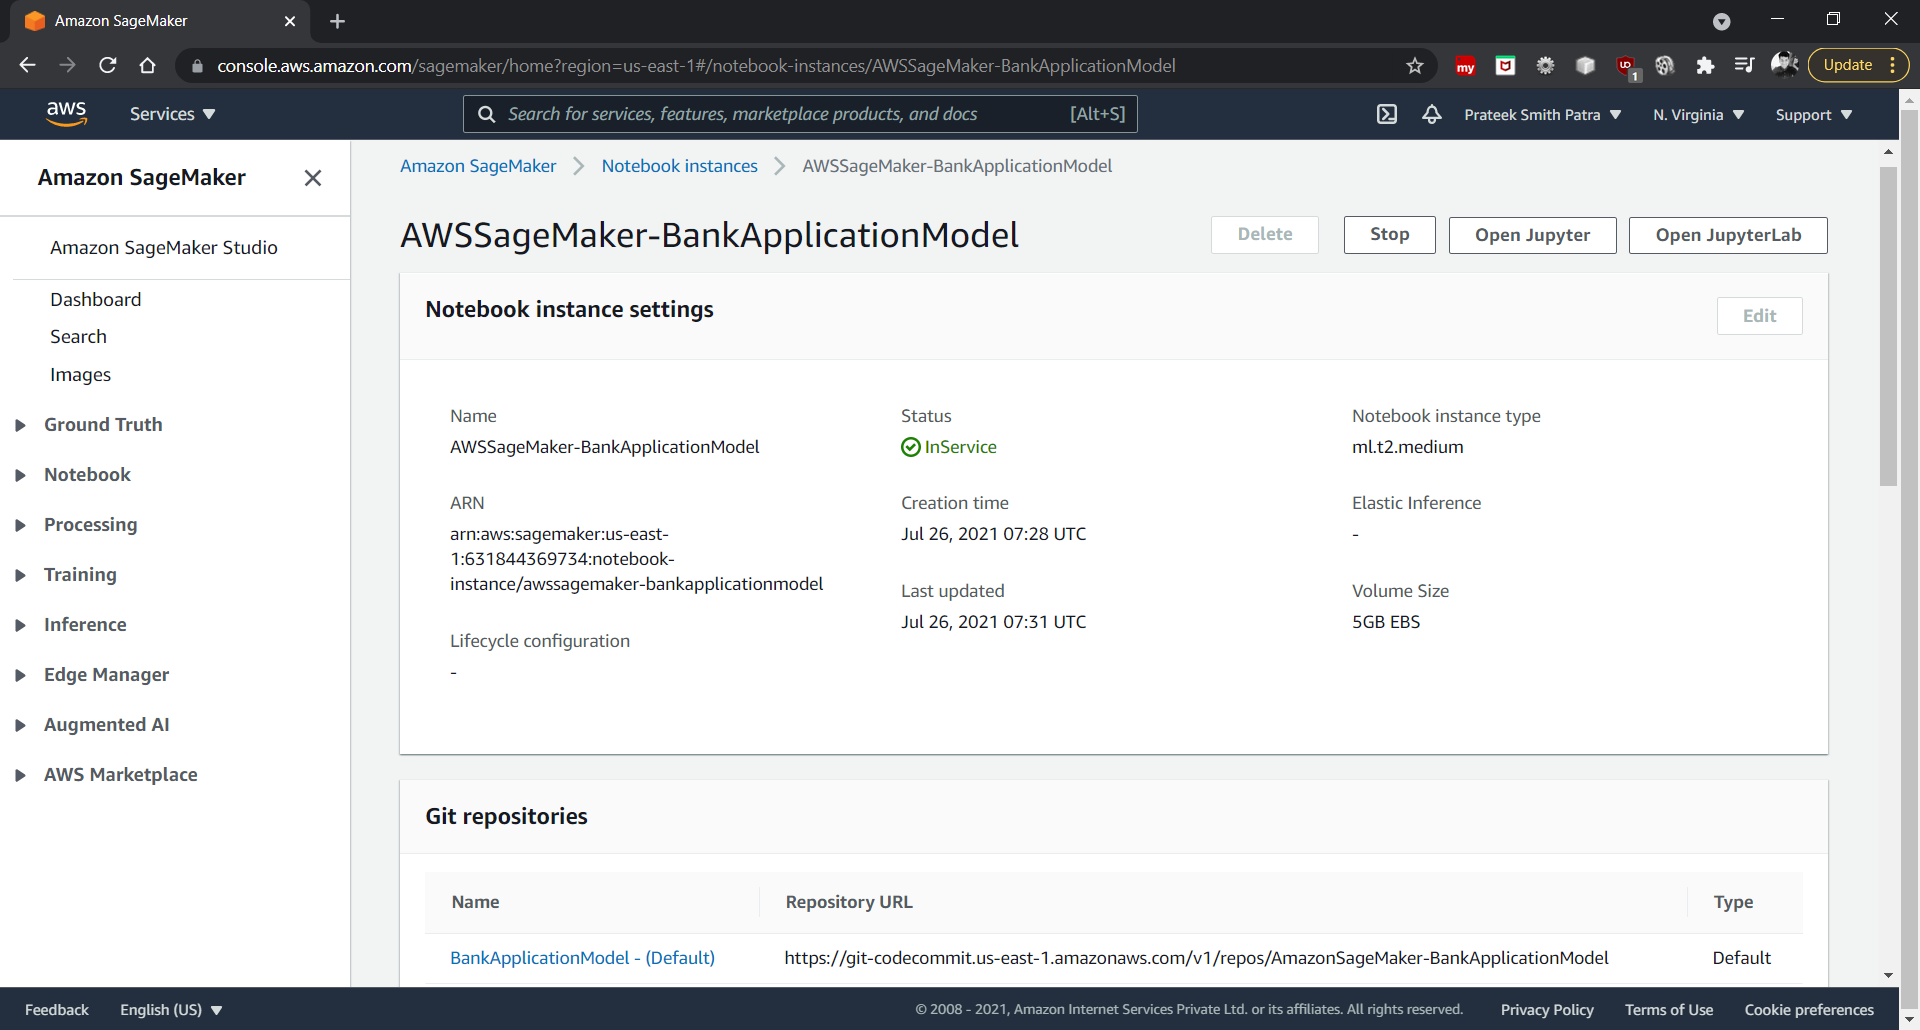 Amazon SageMaker
console.aws.amazon.com/sagemaker/home?region=us-east-1#/notebook-instances/AWSSageMaker-BankApplicationModel
my
1
Update
aws
Services
Search for services, features, marketplace products, and docs
[Alt+S]
Prateek Smith Patra
N. Virginia
Support
Amazon SageMaker
Amazon SageMaker Studio
Dashboard
Search
Images
Ground Truth
Notebook
Processing
Training
Inference
Edge Manager
Augmented AI
AWS Marketplace
Amazon SageMaker
Notebook instances
AWSSageMaker-BankApplicationModel
AWSSageMaker-BankApplicationModel
Delete
Stop
Open Jupyter
Open JupyterLab
Notebook instance settings
Edit
Name
AWSSageMaker-BankApplicationModel
ARN
arn:aws:sagemaker:us-east-
1:631844369734:notebook-
instance/awssagemaker-bankapplicationmodel
Lifecycle configuration
-
Status
InService
Creation time
Jul 26, 2021 07:28 UTC
Last updated
Jul 26, 2021 07:31 UTC
Notebook instance type
ml.t2.medium
Elastic Inference
-
Volume Size
5GB EBS
Git repositories
Name
Repository URL
Type
BankApplicationModel - (Default)
https://git-codecommit.us-east-1.amazonaws.com/v1/repos/AmazonSageMaker-BankApplicationModel
Default
Feedback
English (US)
© 2008 - 2021, Amazon Internet Services Private Ltd. or its affiliates. All rights reserved.
Privacy Policy
Terms of Use
Cookie preferences